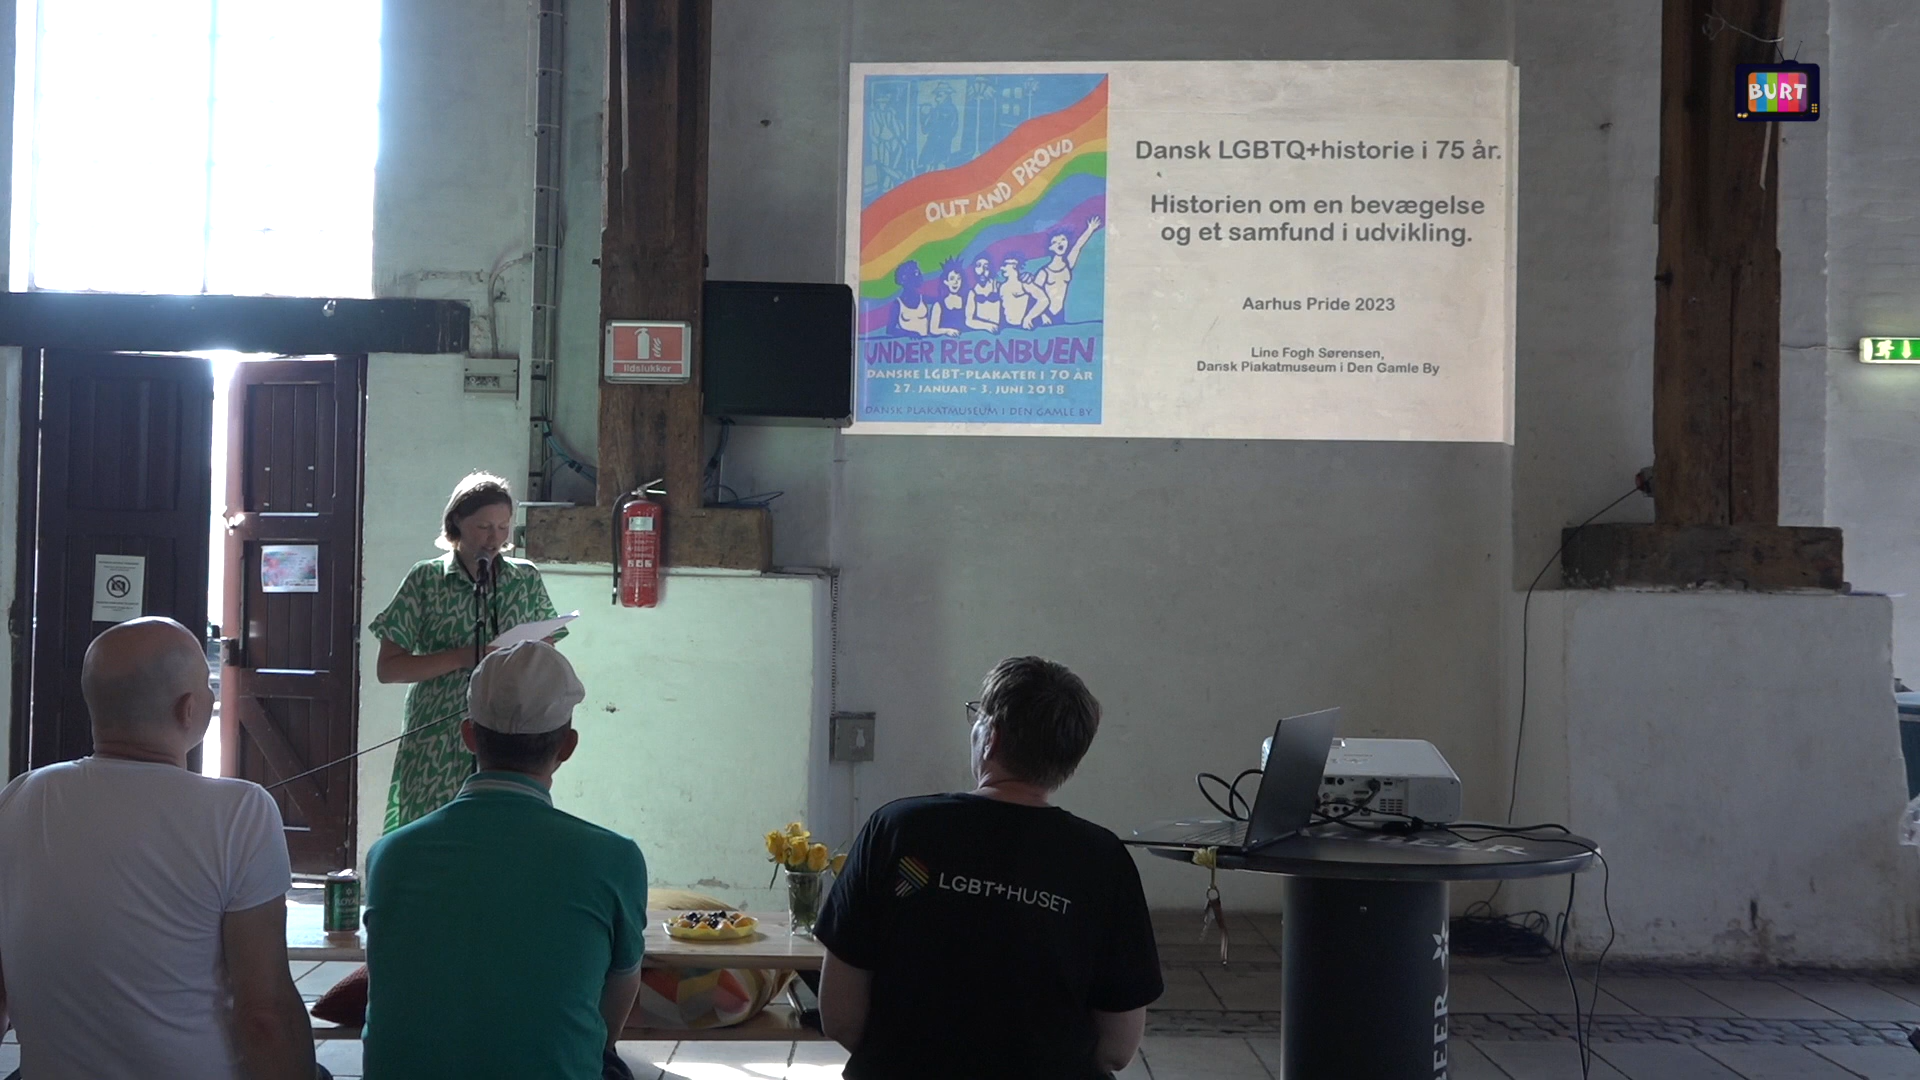 BURT
OUT AND PROUD
UNDER REGNBUEN
DANSKE LGBT-PLAKATER I 70 ÅR
27. JANUAR - 3. JUNI 2018
DANSK PLAKATMUSEUM I DEN GAMLE BY
Dansk LGBTQ+historie i 75 år.
Historien om en bevægelse
og et samfund i udvikling.
Aarhus Pride 2023
Line Fogh Sørensen,
Dansk Plakatmuseum i Den Gamle By
Ildslukker
LGBT+HUSET